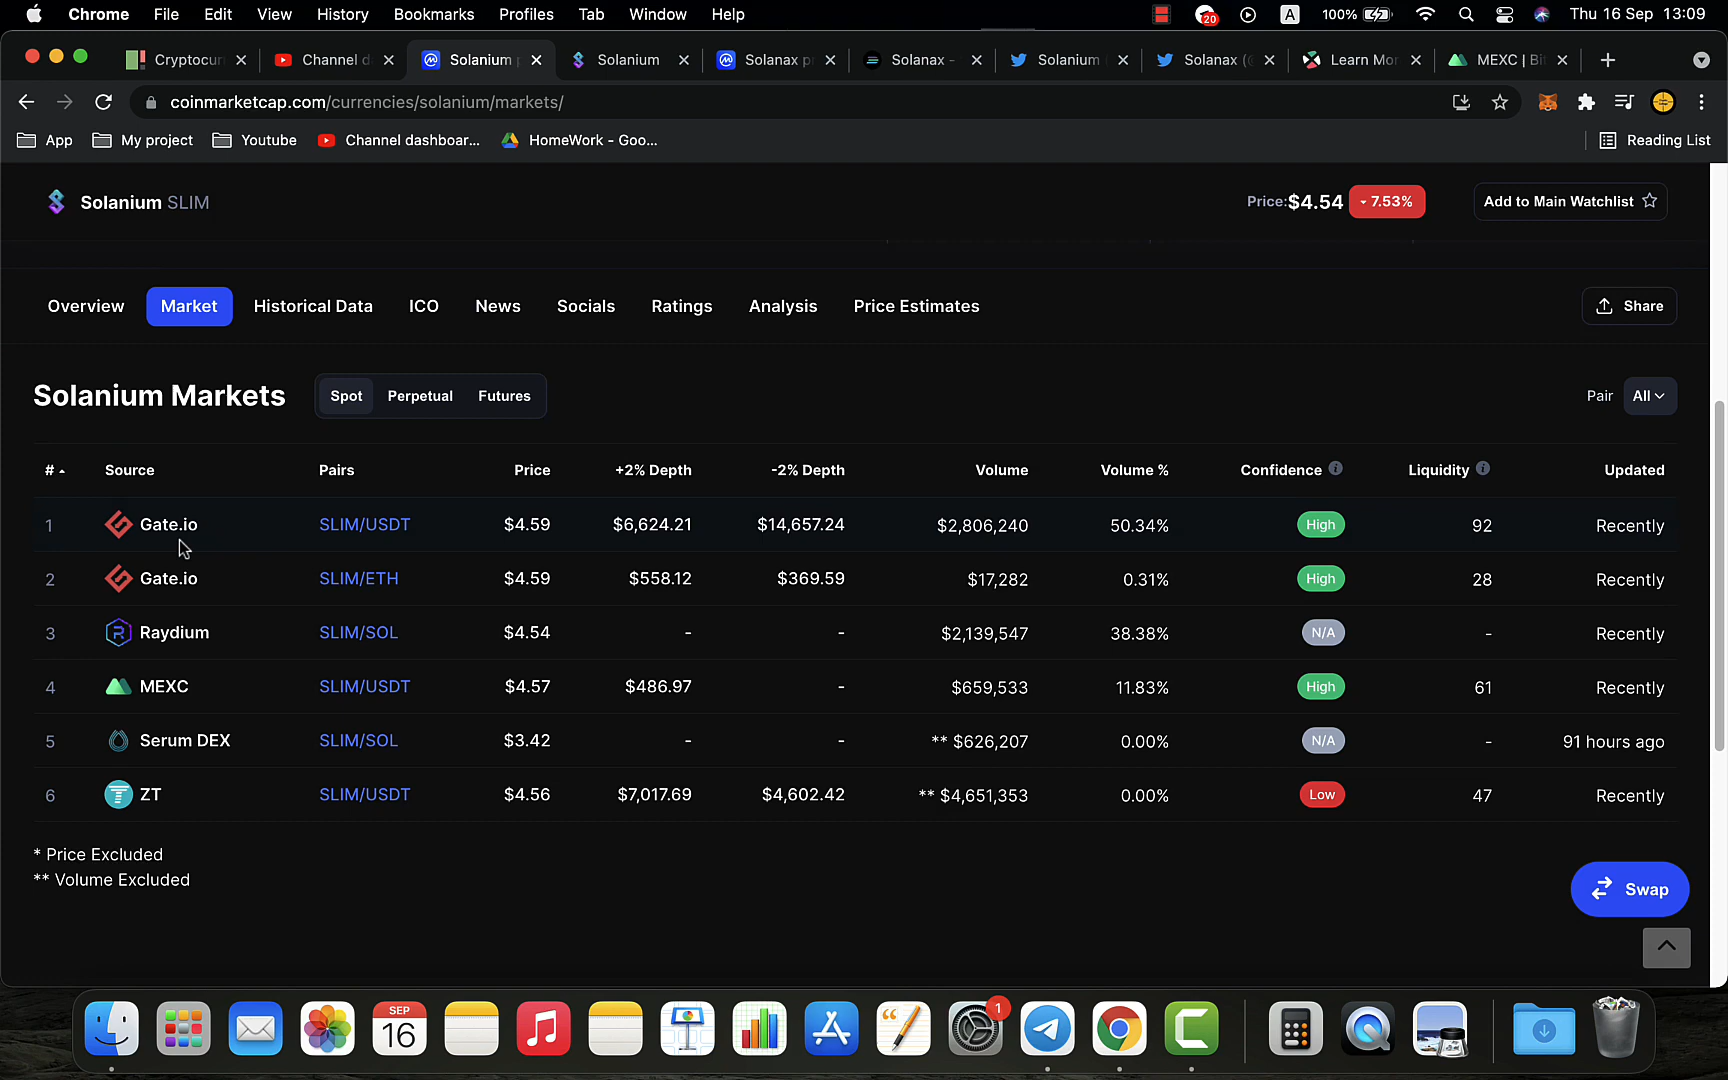 Chrome File Edit View History Bookmarks Profiles Tab Window Help 20 A 100% Thu 16 Sep 13:09
Cryptocur Channel d Solanium p Solanium Solanax pr Solanax - Solanium Solanax (@ Learn Mor MEXC | Bit
coinmarketcap.com/currencies/solanium/markets/
App My project Youtube Channel dashboar... HomeWork - Goo... Reading List
Solanium SLIM Price:$4.54 7.53% Add to Main Watchlist
Overview Market Historical Data ICO News Socials Ratings Analysis Price Estimates Share
Solanium Markets Spot Perpetual Futures Pair All
# Source Pairs Price +2% Depth -2% Depth Volume Volume % Confidence Liquidity Updated
1 Gate.io SLIM/USDT $4.59 $6,624.21 $14,657.24 $2,806,240 50.34% High 92 Recently
2 Gate.io SLIM/ETH $4.59 $558.12 $369.59 $17,282 0.31% High 28 Recently
3 Raydium SLIM/SOL $4.54 - - $2,139,547 38.38% N/A - Recently
4 MEXC SLIM/USDT $4.57 $486.97 - $659,533 11.83% High 61 Recently
5 Serum DEX SLIM/SOL $3.42 - - ** $626,207 0.00% N/A - 91 hours ago
6 ZT SLIM/USDT $4.56 $7,017.69 $4,602.42 ** $4,651,353 0.00% Low 47 Recently
* Price Excluded
** Volume Excluded
Swap
SEP
16
1